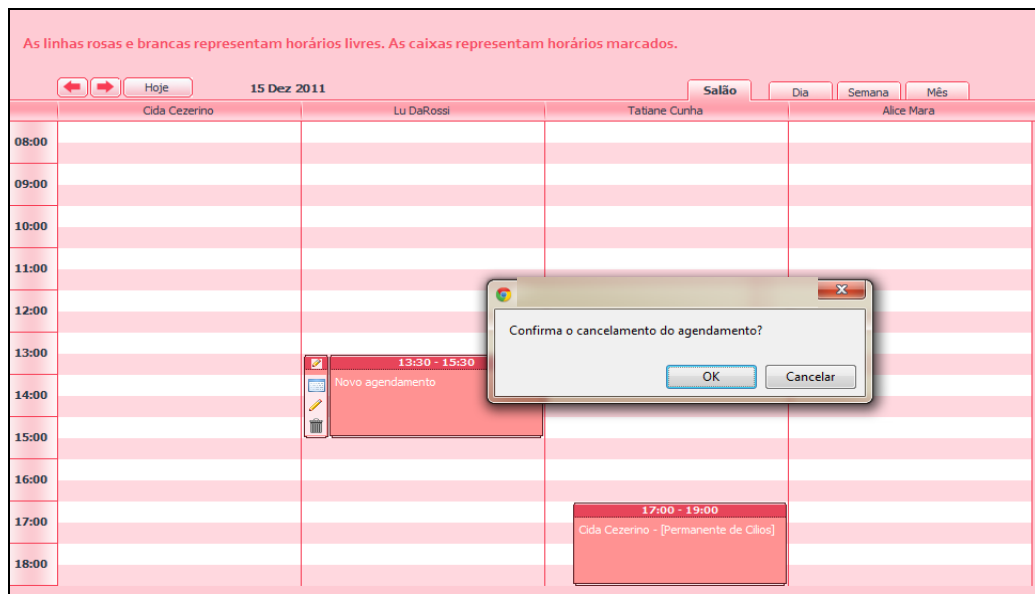 As linhas rosas e brancas representam horários livres. As caixas representam horários marcados.
Hoje 15 Dez 2011 Salão Dia Semana Mês
Cida Cezerino Lu DaRossi Tatiane Cunha Alice Mara
08:00
09:00
10:00
11:00
12:00
Confirma o cancelamento do agendamento?
OK Cancelar
13:00
13:30 - 15:30
Novo agendamento
14:00
15:00
16:00
17:00 - 19:00
17:00
Cida Cezerino - [Permanente de Cilios]
18:00